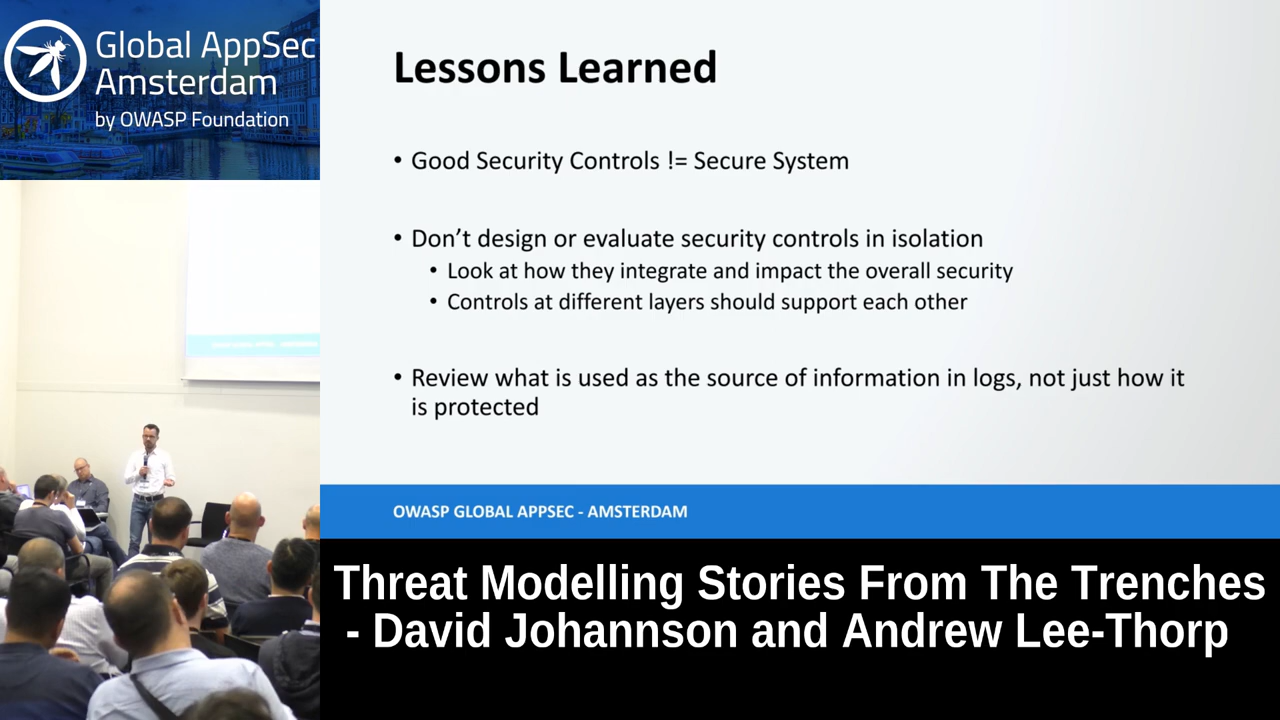 Global AppSec
Amsterdam
by OWASP Foundation
Lessons Learned
• Good Security Controls != Secure System
• Don't design or evaluate security controls in isolation
• Look at how they integrate and impact the overall security
• Controls at different layers should support each other
• Review what is used as the source of information in logs, not just how it
is protected
OWASP GLOBAL APPSEC - AMSTERDAM
Threat Modelling Stories From The Trenches
- David Johannson and Andrew Lee-Thorp